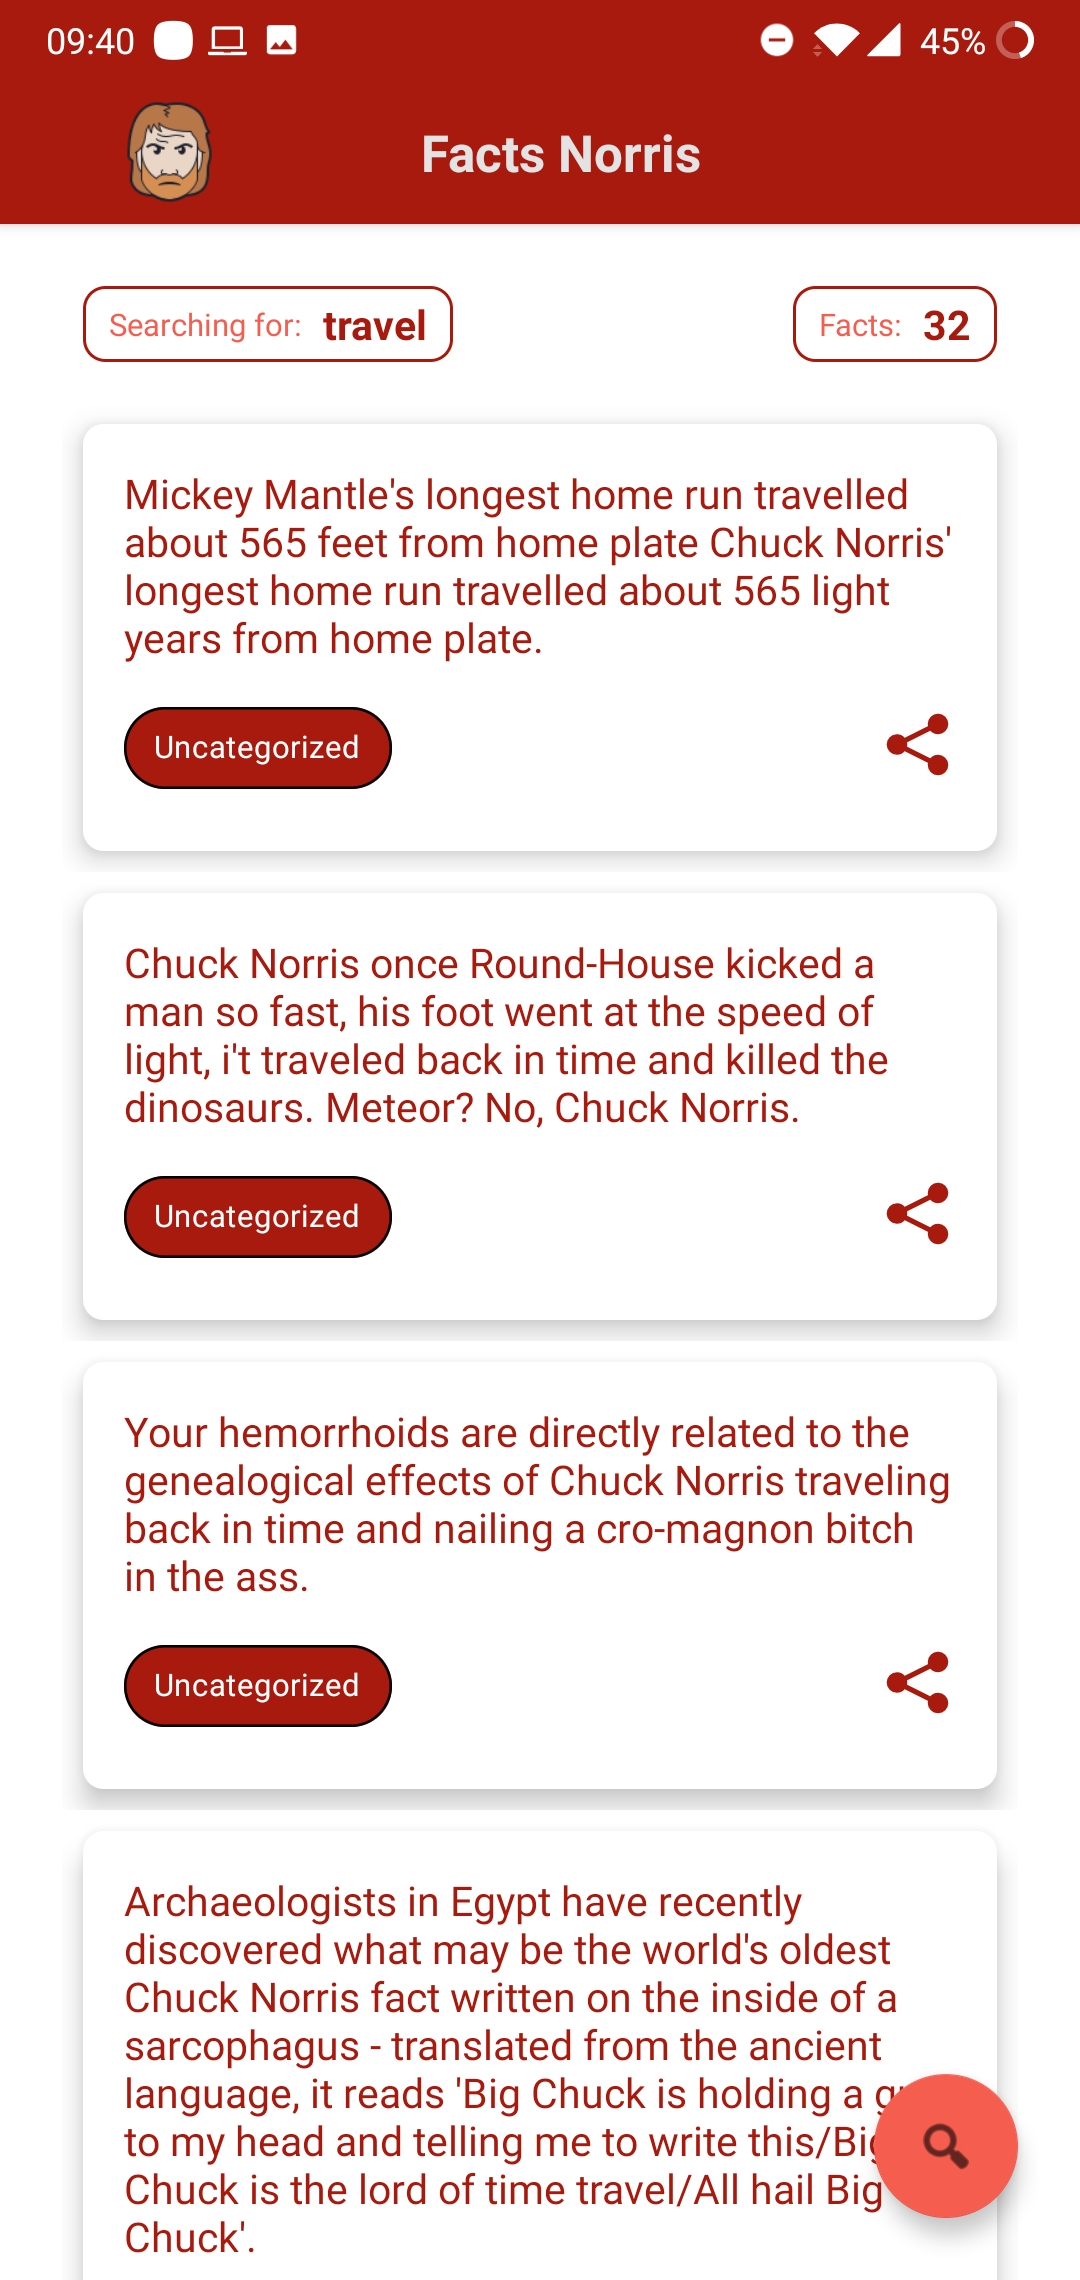 09:40
45%
Facts Norris
Searching for: travel
Facts: 32
Mickey Mantle's longest home run travelled
about 565 feet from home plate Chuck Norris'
longest home run travelled about 565 light
years from home plate.
Uncategorized
Chuck Norris once Round-House kicked a
man so fast, his foot went at the speed of
light, i't traveled back in time and killed the
dinosaurs. Meteor? No, Chuck Norris.
Uncategorized
Your hemorrhoids are directly related to the
genealogical effects of Chuck Norris traveling
back in time and nailing a cro-magnon bitch
in the ass.
Uncategorized
Archaeologists in Egypt have recently
discovered what may be the world's oldest
Chuck Norris fact written on the inside of a
sarcophagus - translated from the ancient
language, it reads 'Big Chuck is holding a
to my head and telling me to write this/Big
Chuck is the lord of time travel/All hail Big
Chuck'.